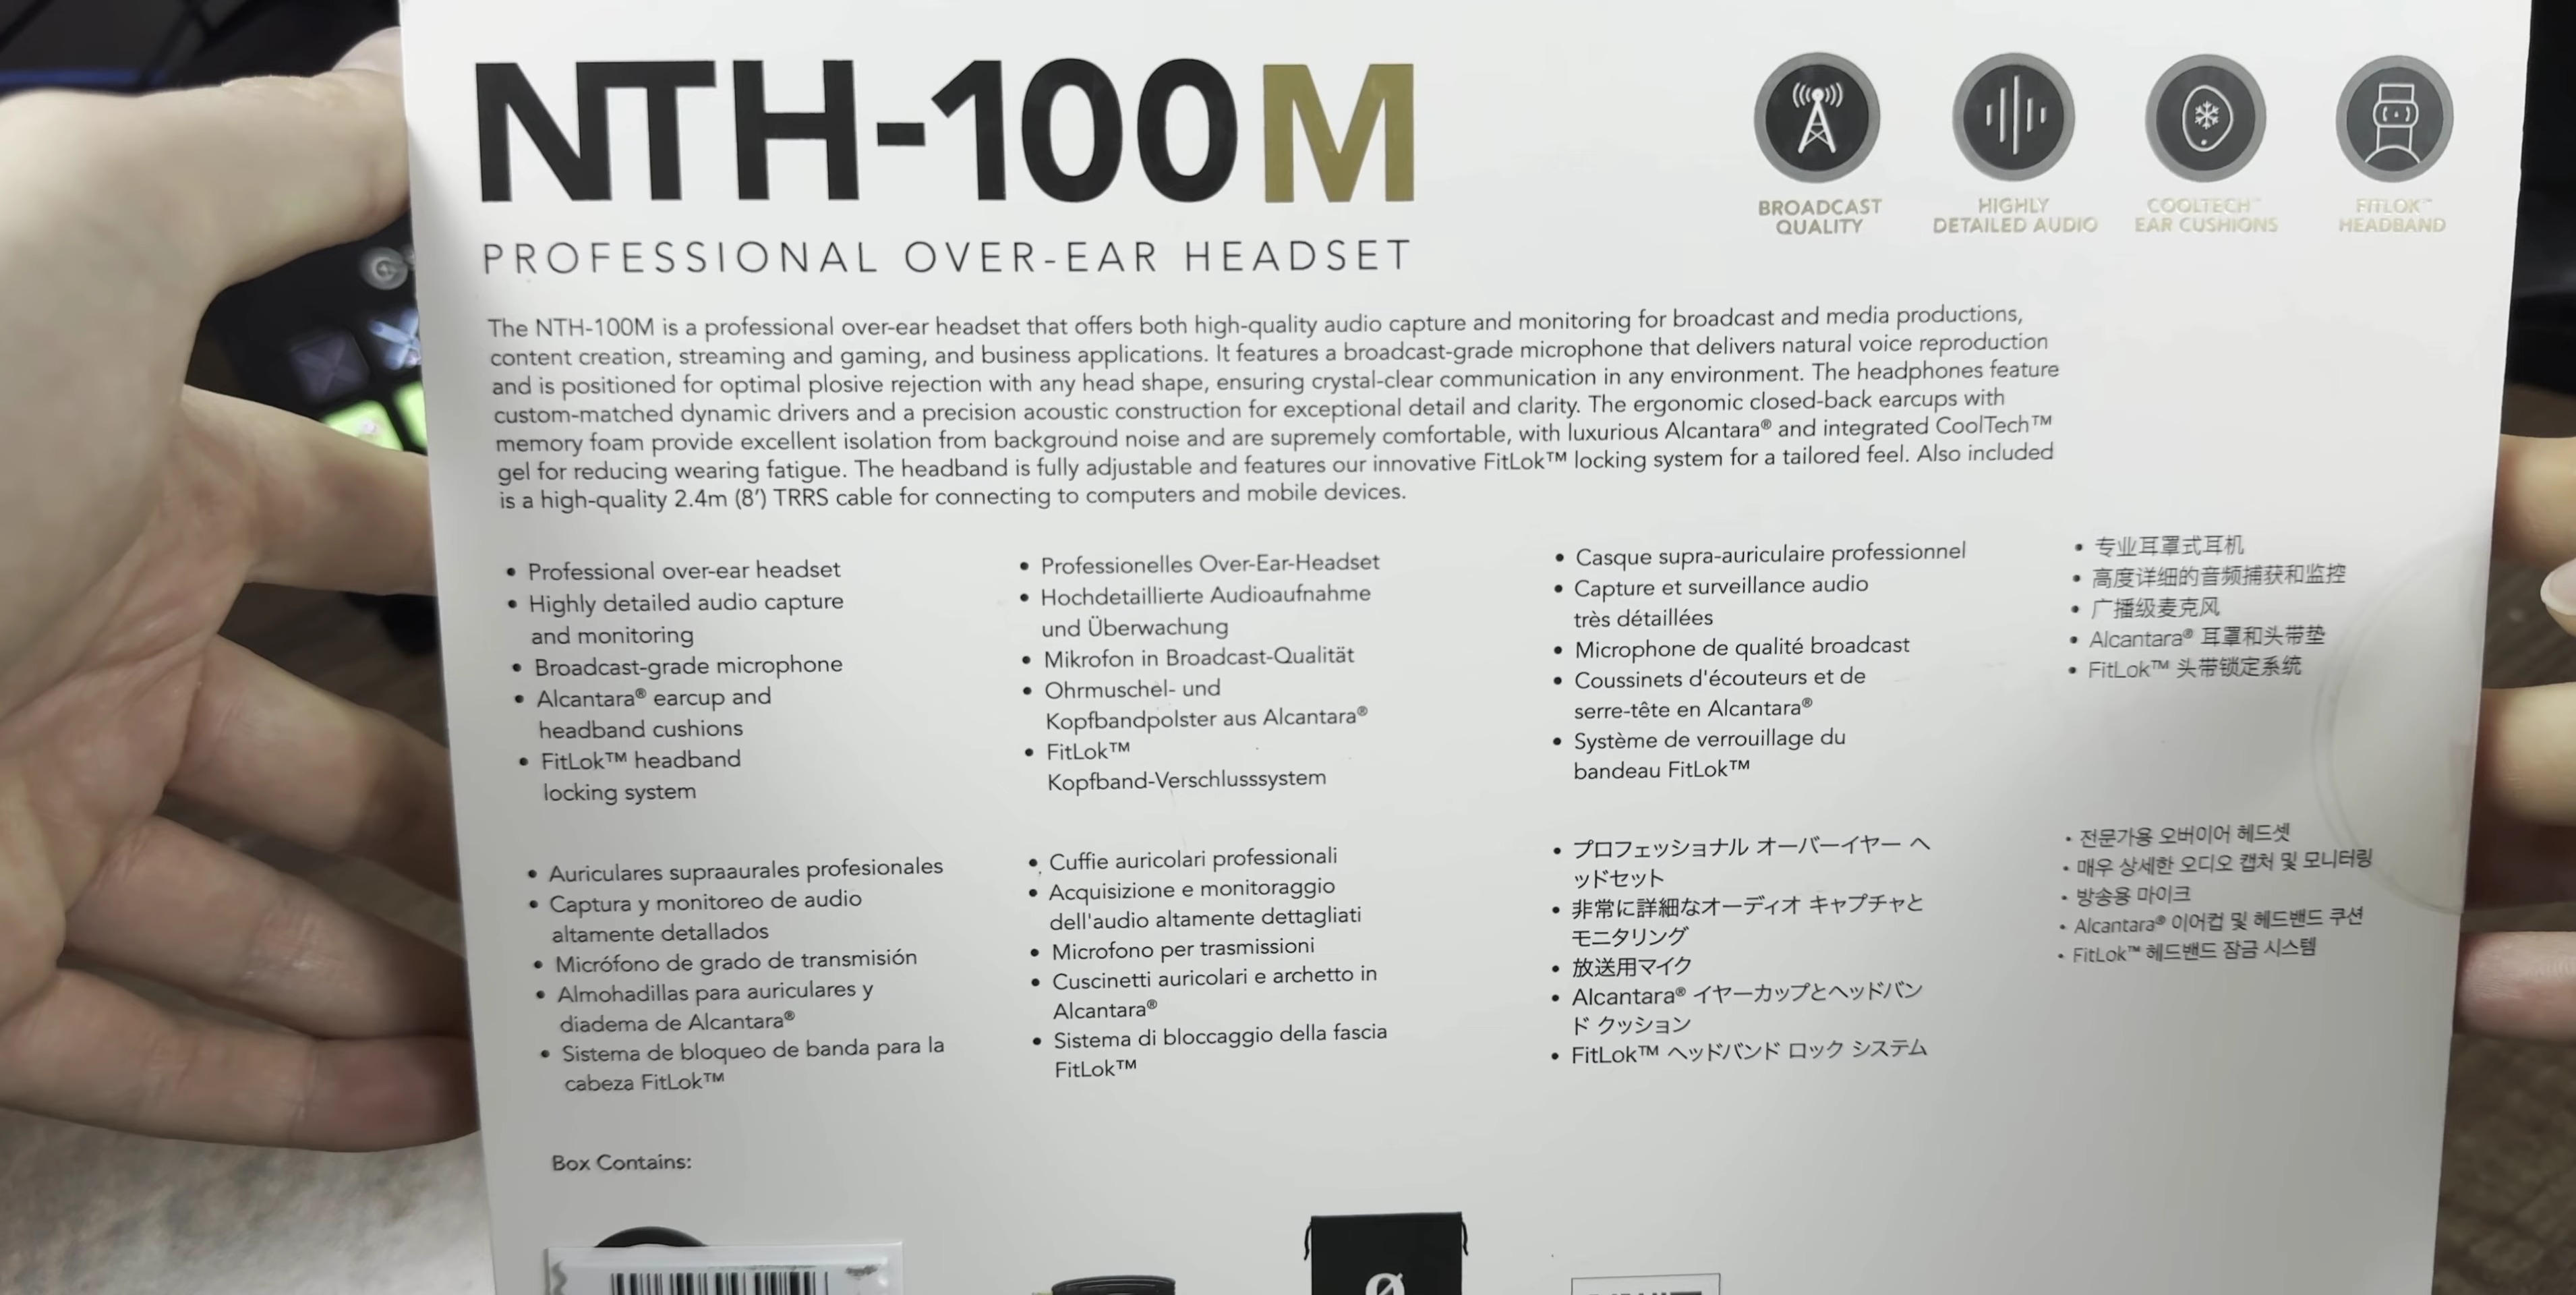 NTH-100M
PROFESSIONAL OVER-EAR HEADSET
BROADCAST
QUALITY
HIGHLY
DETAILED AUDIO
COOLTECH™
EAR CUSHIONS
FITLOK™
HEADBAND
The NTH-100M is a professional over-ear headset that offers both high-quality audio capture and monitoring for broadcast and media productions,
content creation, streaming and gaming, and business applications. It features a broadcast-grade microphone that delivers natural voice reproduction
and is positioned for optimal plosive rejection with any head shape, ensuring crystal-clear communication in any environment. The headphones feature
custom-matched dynamic drivers and a precision acoustic construction for exceptional detail and clarity. The ergonomic closed-back earcups with
memory foam provide excellent isolation from background noise and are supremely comfortable, with luxurious Alcantara® and integrated CoolTech™
gel for reducing wearing fatigue. The headband is fully adjustable and features our innovative FitLok™ locking system for a tailored feel. Also included
is a high-quality 2.4m (8') TRRS cable for connecting to computers and mobile devices.
• Professional over-ear headset
• Highly detailed audio capture
and monitoring
• Broadcast-grade microphone
• Alcantara® earcup and
headband cushions
• FitLok™ headband
locking system
• Professionelles Over-Ear-Headset
• Hochdetaillierte Audioaufnahme
und Überwachung
• Mikrofon in Broadcast-Qualität
• Ohrmuschel- und
Kopfbandpolster aus Alcantara®
• FitLok™
Kopfband-Verschlusssystem
• Casque supra-auriculaire professionnel
• Capture et surveillance audio
très détaillées
• Microphone de qualité broadcast
• Coussinets d'écouteurs et de
serre-tête en Alcantara®
• Système de verrouillage du
bandeau FitLok™
• 专业耳罩式耳机
• 高度详细的音频捕获和监控
• 广播级麦克风
• Alcantara® 耳罩和头带垫
• FitLok™ 头带锁定系统
• Auriculares supraaurales profesionales
• Captura y monitoreo de audio
altamente detallados
• Micrófono de grado de transmisión
• Almohadillas para auriculares y
diadema de Alcantara®
• Sistema de bloqueo de banda para la
cabeza FitLok™
• Cuffie auricolari professionali
• Acquisizione e monitoraggio
dell'audio altamente dettagliati
• Microfono per trasmissioni
• Cuscinetti auricolari e archetto in
Alcantara®
• Sistema di bloccaggio della fascia
FitLok™
• プロフェッショナル オーバーイヤー ヘ
ッドセット
• 非常に詳細なオーディオ キャプチャと
モニタリング
• 放送用マイク
• Alcantara® イヤーカップとヘッドバン
ド クッション
• FitLok™ ヘッドバンド ロック システム
• 전문가용 오버이어 헤드셋
• 매우 상세한 오디오 캡처 및 모니터링
• 방송용 마이크
• Alcantara® 이어컵 및 헤드밴드 쿠션
• FitLok™ 헤드밴드 잠금 시스템
Box Contains: